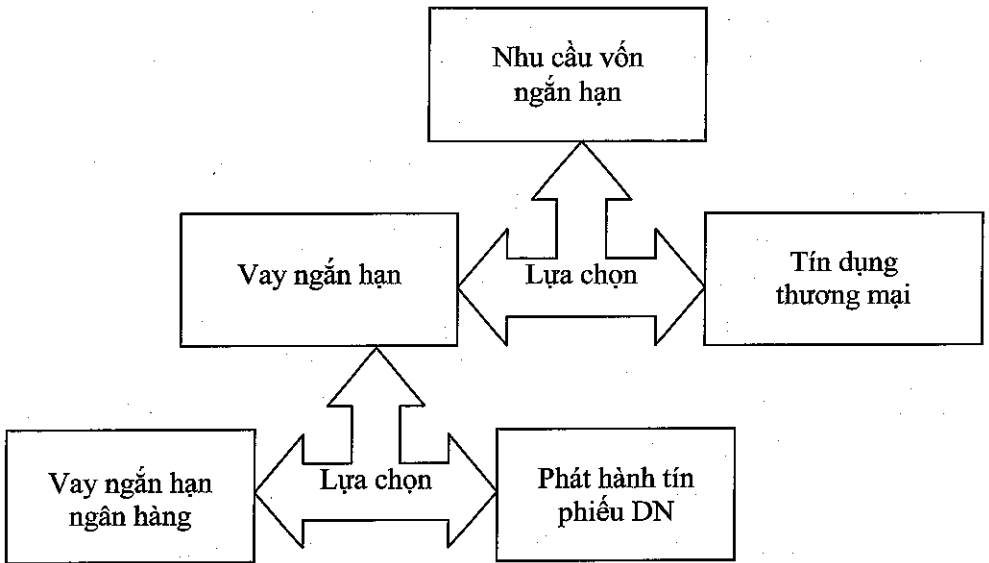 Nhu cầu vốn
ngắn hạn
Vay ngắn hạn
Lựa chọn
Tín dụng
thương mại
Vay ngắn hạn
ngân hàng
Lựa chọn
Phát hành tín
phiếu DN